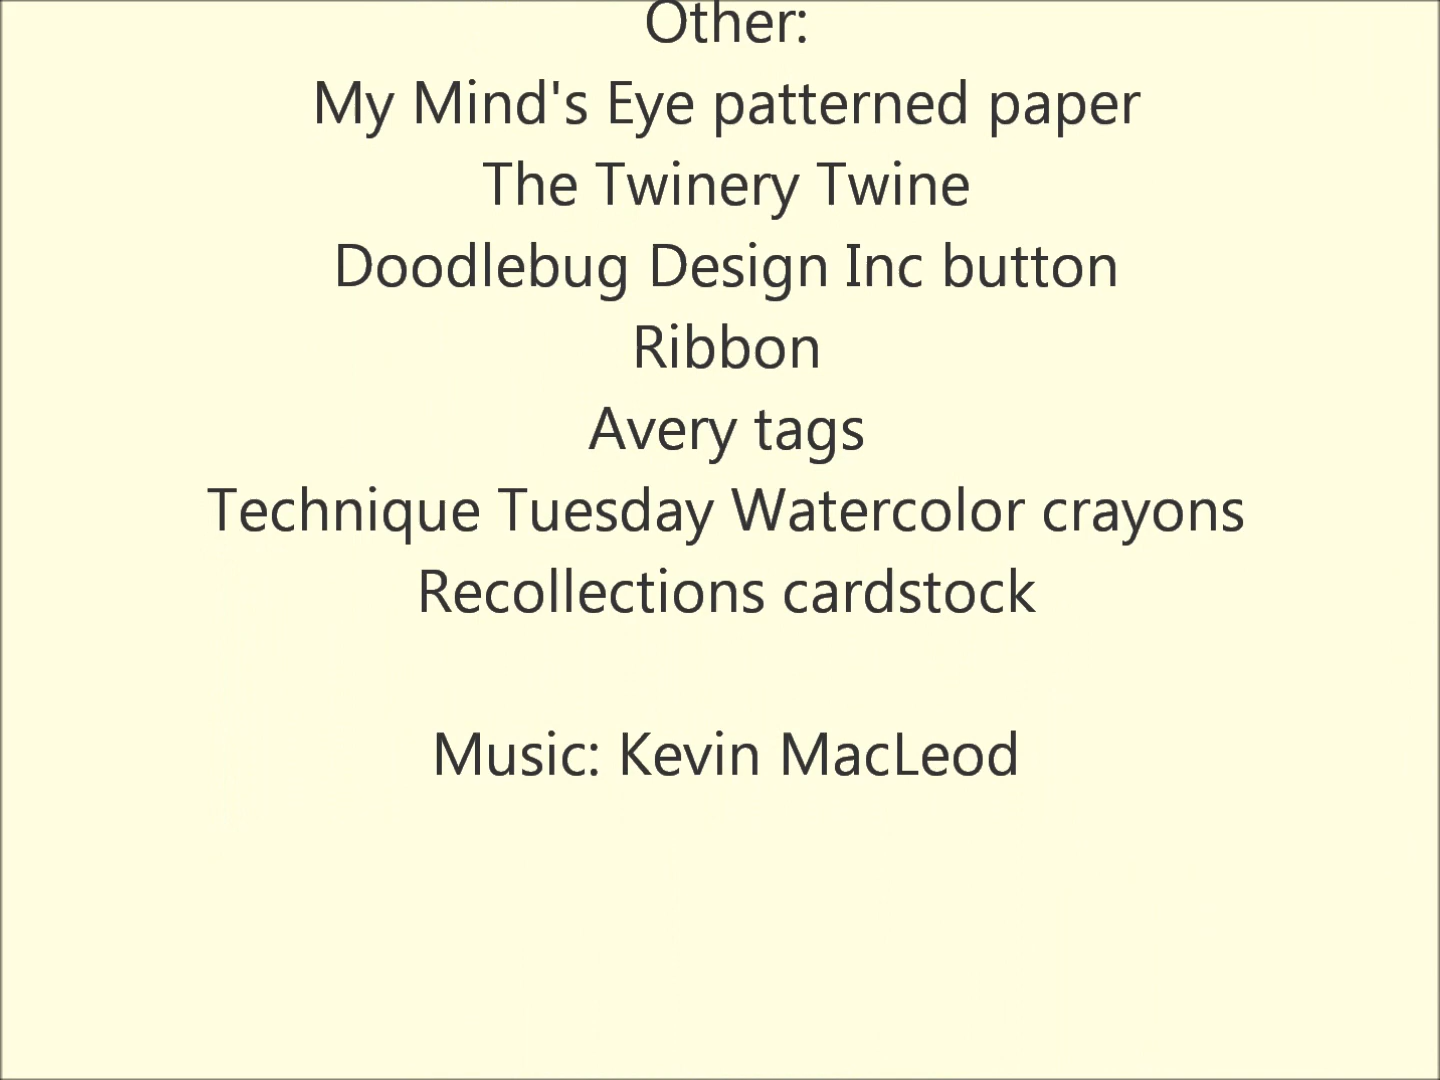 Other:
My Mind's Eye patterned paper
The Twinery Twine
Doodlebug Design Inc button
Ribbon
Avery tags
Technique Tuesday Watercolor crayons
Recollections cardstock
Music: Kevin MacLeod